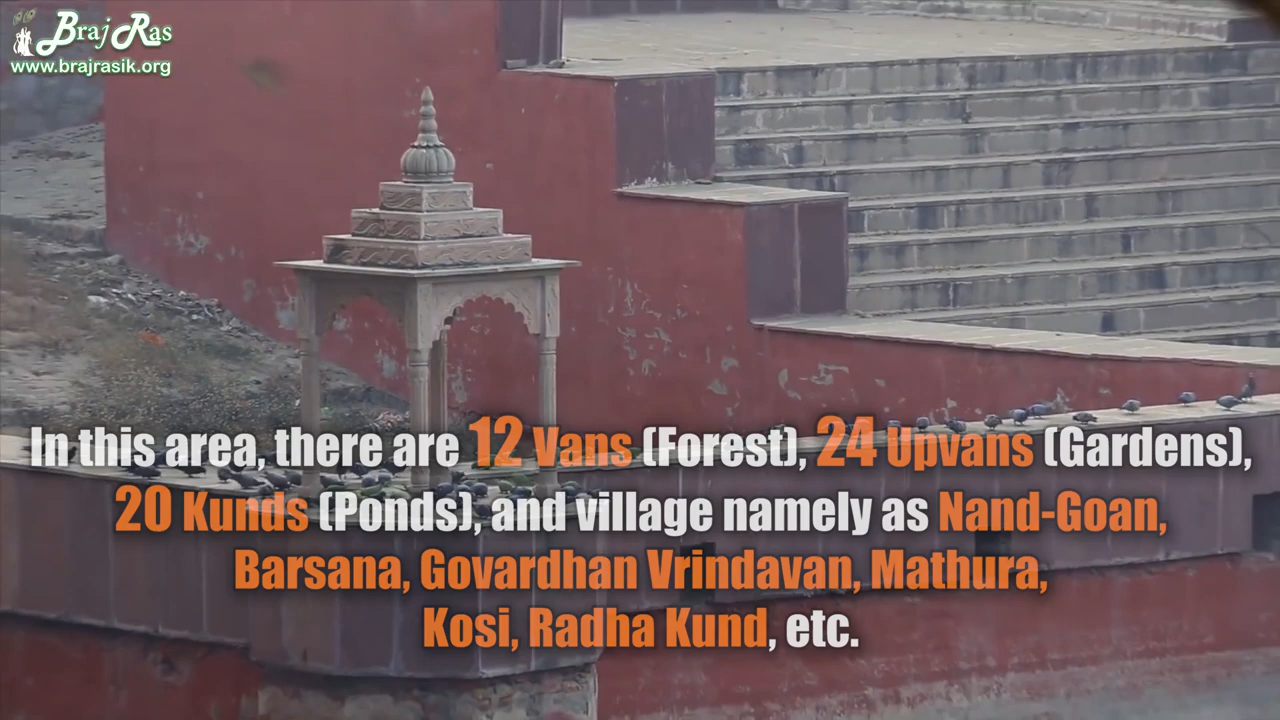 Braj Ras
www.brajrasik.org
In this area, there are 12 Vans (Forest), 24 Upvans (Gardens),
20 Kunds (Ponds), and village namely as Nand-Goan,
Barsana, Govardhan Vrindavan, Mathura,
Kosi, Radha Kund, etc.